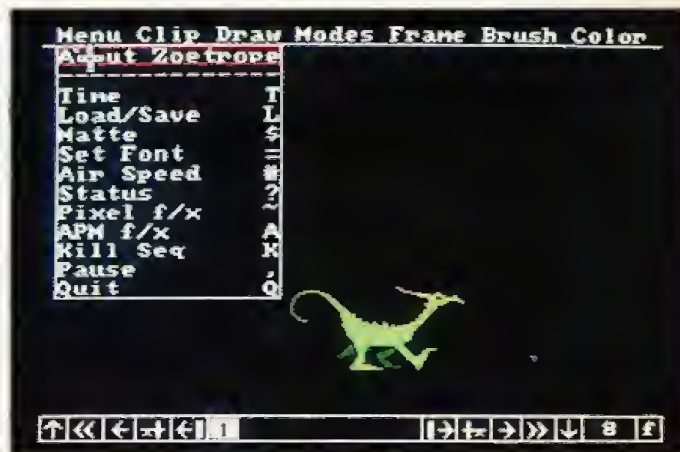 Menu Clip Draw Modes Frame Brush Color
About Zoetrope
Time T
Load/Save L
Matte $
Set Font =
Air Speed #
Status ?
Pixel f/x ~
APM f/x A
Kill Seq K
Pause ,
Quit Q
↑ << ← ←| 1 |→ → >> ↓ 8 f